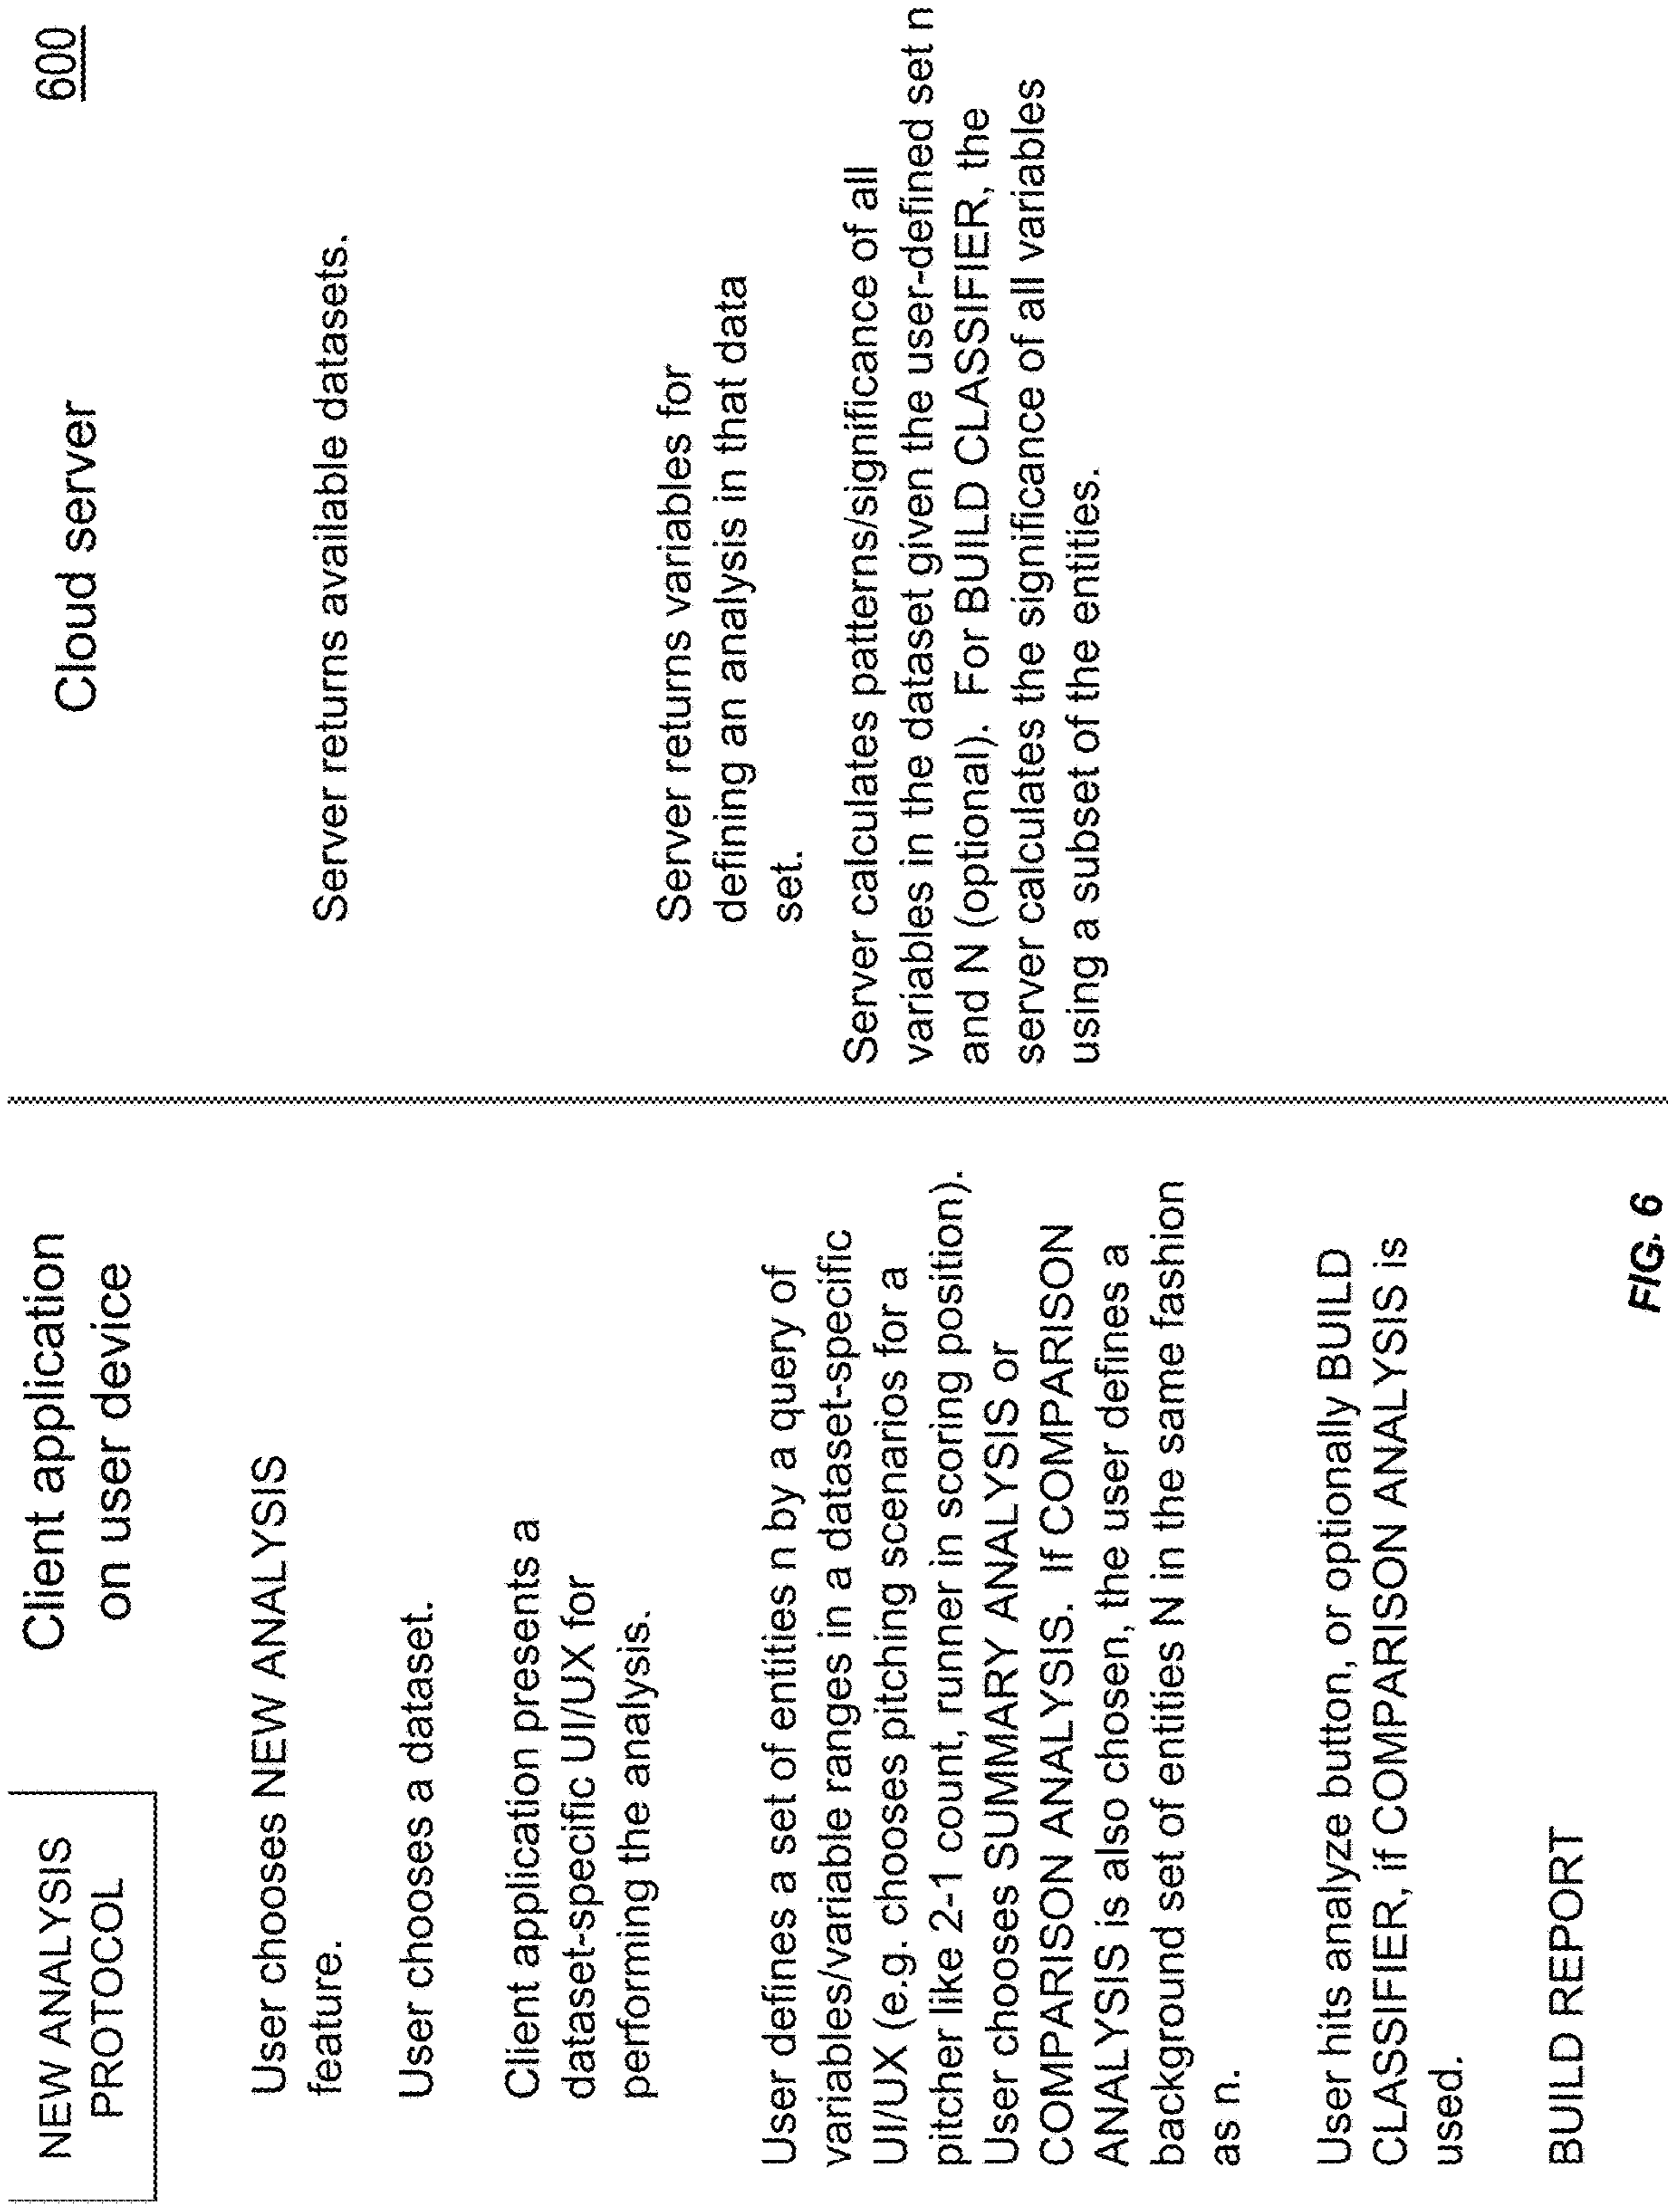 NEW ANALYSIS
PROTOCOL
Client application
on user device
User chooses NEW ANALYSIS
feature.
User chooses a dataset.
Client application presents a
dataset-specific UI/UX for
performing the analysis.
User defines a set of entities n by a query of
variables/variable ranges in a dataset-specific
UI/UX (e.g. chooses pitching scenarios for a
pitcher like 2-1 count, runner in scoring position).
User chooses SUMMARY ANALYSIS or
COMPARISON ANALYSIS. If COMPARISON
ANALYSIS is also chosen, the user defines a
background set of entities N in the same fashion
as n.
User hits analyze button, or optionally BUILD
CLASSIFIER, if COMPARISON ANALYSIS is
used.
BUILD REPORT
Cloud server
600
Server returns available datasets.
Server returns variables for
defining an analysis in that data
set.
Server calculates patterns/significance of all
variables in the dataset given the user-defined set n
and N (optional). For BUILD CLASSIFIER, the
server calculates the significance of all variables
using a subset of the entities.
FIG. 6